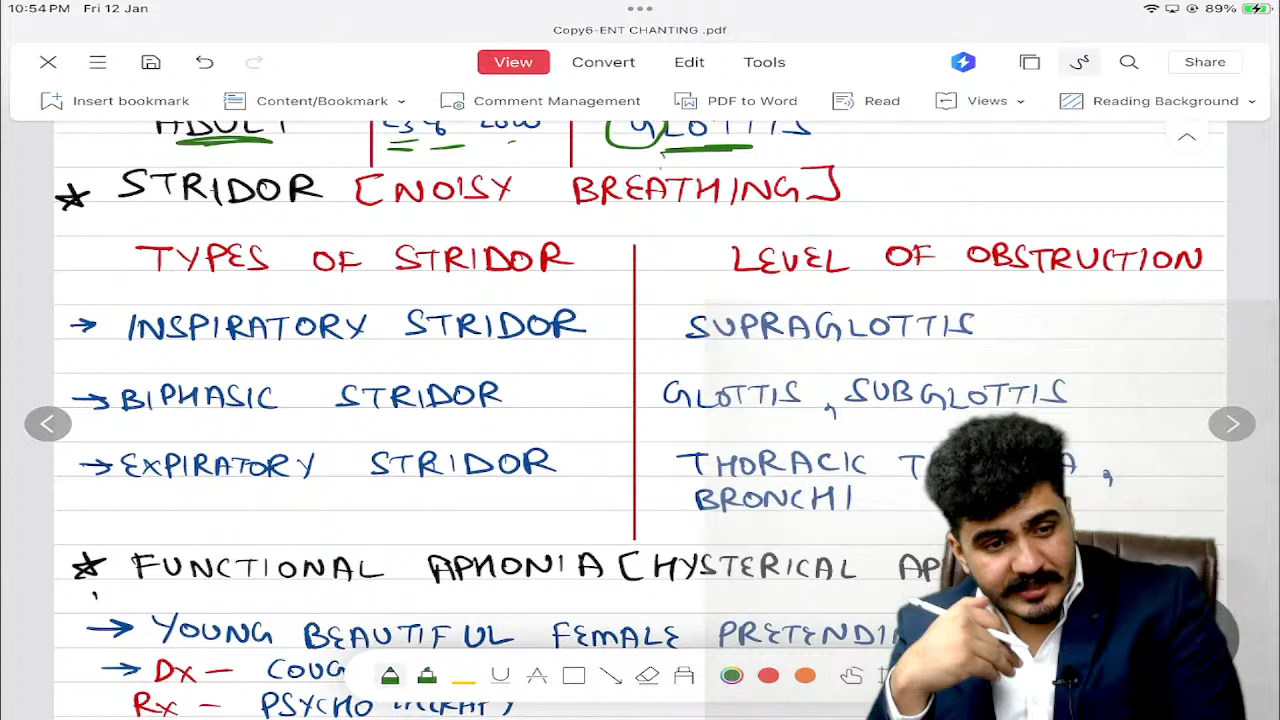 10:54 PM Fri 12 Jan
89%
Copy6-ENT CHANTING .pdf
View Convert Edit Tools Share
Insert bookmark Content/Bookmark Comment Management PDF to Word Read Views Reading Background
ADULT GLOTTIS
STRIDOR [NOISY BREATHING]
TYPES OF STRIDOR LEVEL OF OBSTRUCTION
→ INSPIRATORY STRIDOR SUPRAGLOTTIS
→ BIPHASIC STRIDOR GLOTTIS, SUBGLOTTIS
→ EXPIRATORY STRIDOR THORACIC
BRONCHI
FUNCTIONAL APHONIA [HYSTERICAL
→ YOUNG BEAUTIFUL FEMALE
→ Dx –
Rx – PSYCHO